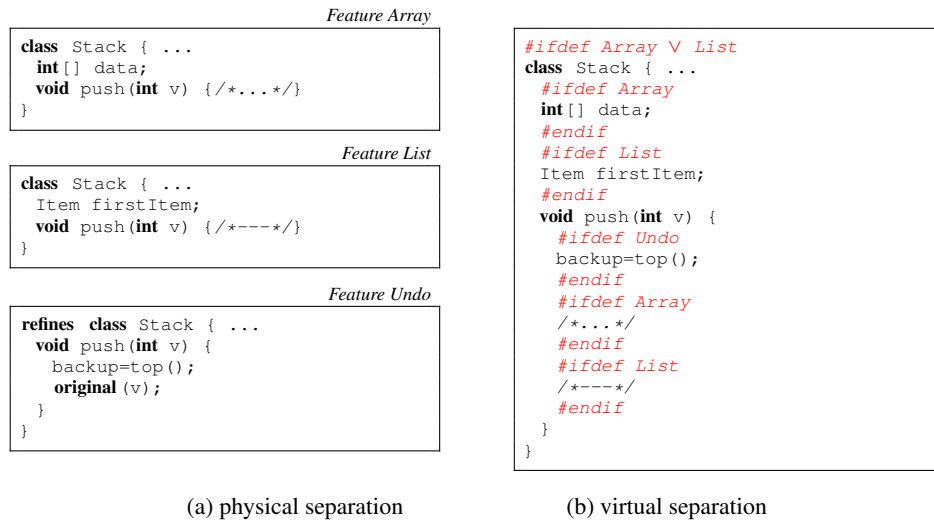 Feature Array
class Stack { ...
int[] data;
void push(int v) {/*...*/}
}
Feature List
class Stack { ...
Item firstItem;
void push(int v) {/*---*/}
}
Feature Undo
refines class Stack { ...
void push(int v) {
backup=top();
original(v);
}
}
(a) physical separation
#ifdef Array ∨ List
class Stack { ...
#ifdef Array
int[] data;
#endif
#ifdef List
Item firstItem;
#endif
void push(int v) {
#ifdef Undo
backup=top();
#endif
#ifdef Array
/*...*/
#endif
#ifdef List
/*---*/
#endif
}
}
(b) virtual separation